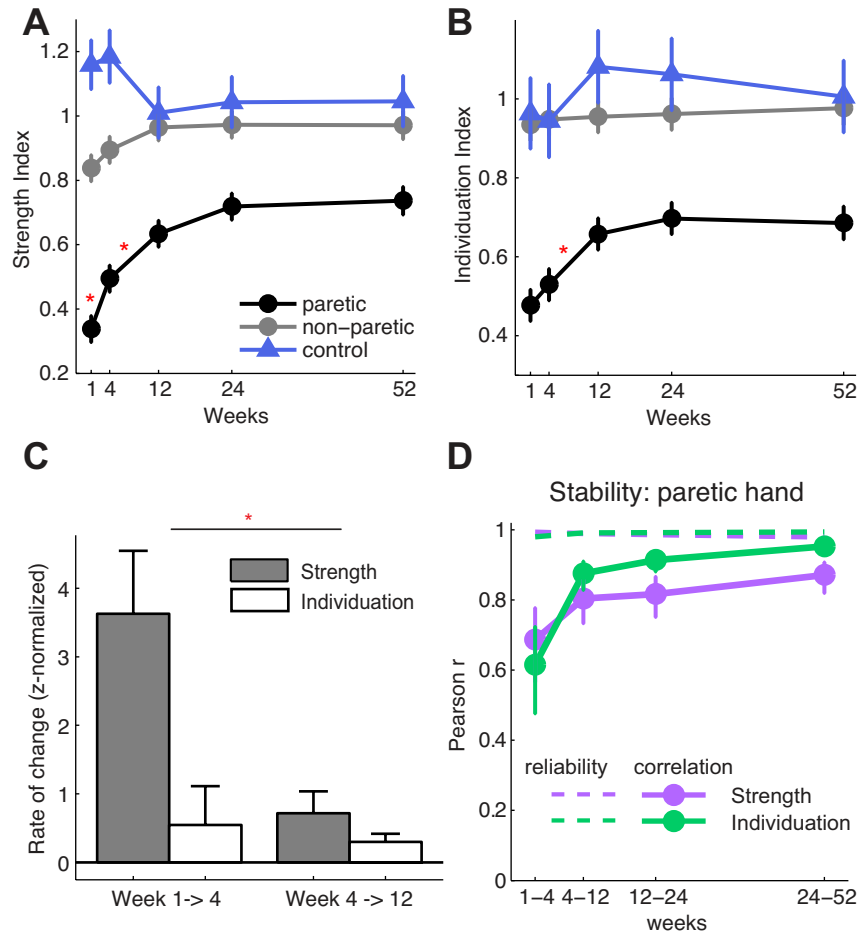 A
1.2
1
0.8
0.6
0.4
0.2
Strength Index
*
*
paretic
non−paretic
control
1 4 12 24 52
Weeks
B
1
0.8
0.6
0.4
Individuation Index
*
1 4 12 24 52
Weeks
C
*
4
3
2
1
0
Rate of change (z-normalized)
Strength
Individuation
Week 1-> 4 Week 4 -> 12
D
Stability: paretic hand
1
0.8
0.6
0.4
0.2
0
Pearson r
reliability correlation
Strength
Individuation
1−4 4−12 12−24 24−52
weeks